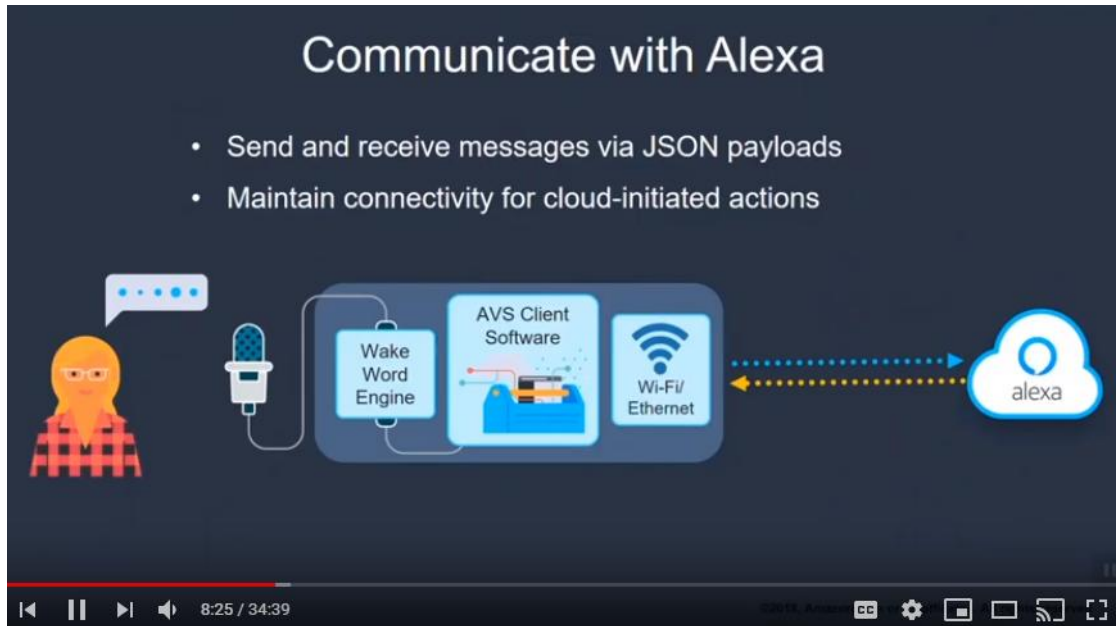 Communicate with Alexa
• Send and receive messages via JSON payloads
• Maintain connectivity for cloud-initiated actions
Wake
Word
Engine
AVS Client
Software
Wi-Fi/
Ethernet
alexa
8:25 / 34:39
CC